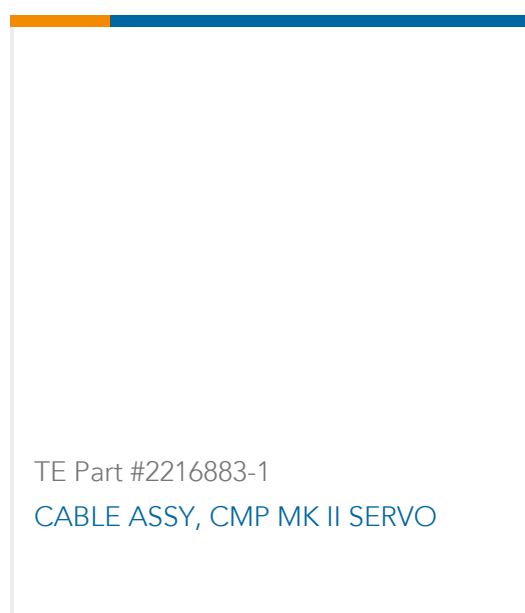 TE Part #2216883-1
CABLE ASSY, CMP MK II SERVO